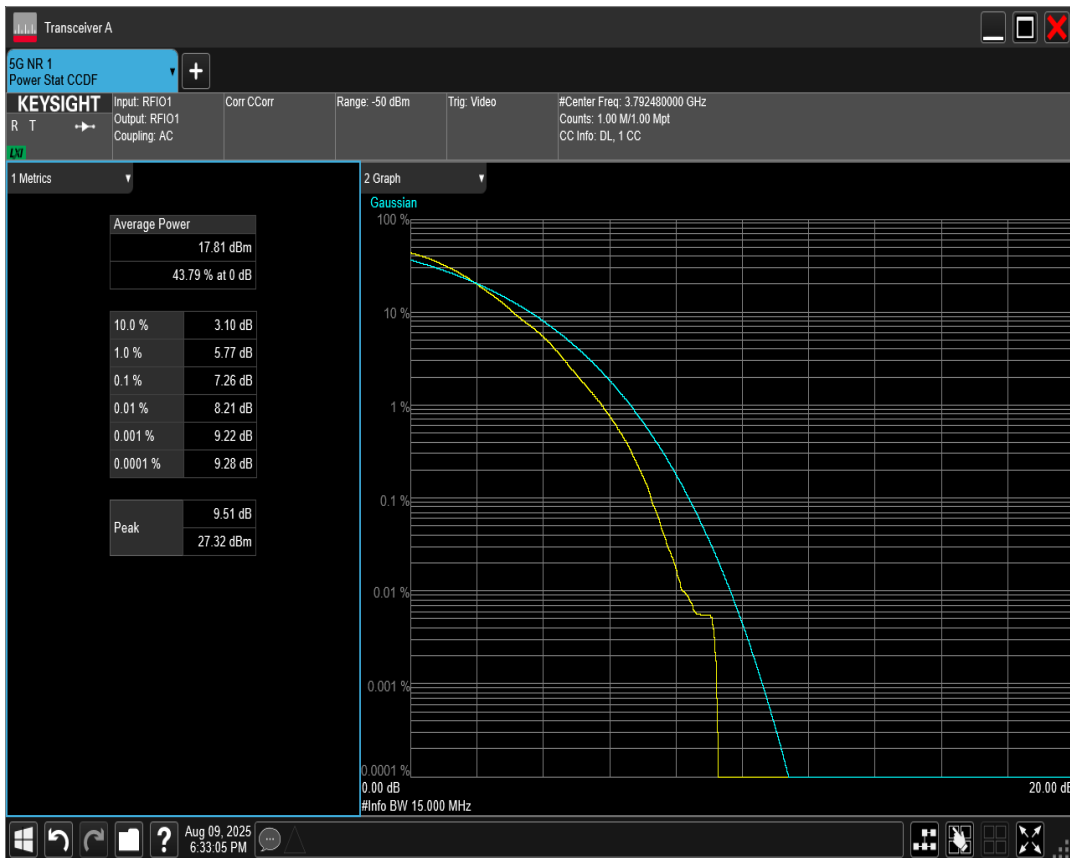 Transceiver A
5G NR 1
Power Stat CCDF
+
KEYSIGHT
R T
LXI
Input: RFIO1
Output: RFIO1
Coupling: AC
Corr CCorr
Range: -50 dBm
Trig: Video
#Center Freq: 3.792480000 GHz
Counts: 1.00 M/1.00 Mpt
CC Info: DL, 1 CC
1 Metrics
Average Power
17.81 dBm
43.79 % at 0 dB
10.0 % 3.10 dB
1.0 % 5.77 dB
0.1 % 7.26 dB
0.01 % 8.21 dB
0.001 % 9.22 dB
0.0001 % 9.28 dB
Peak
9.51 dB
27.32 dBm
2 Graph
Gaussian
100 %
10 %
1 %
0.1 %
0.01 %
0.001 %
0.0001 %
0.00 dB 20.00 dB
#Info BW 15.000 MHz
?
Aug 09, 2025
6:33:05 PM